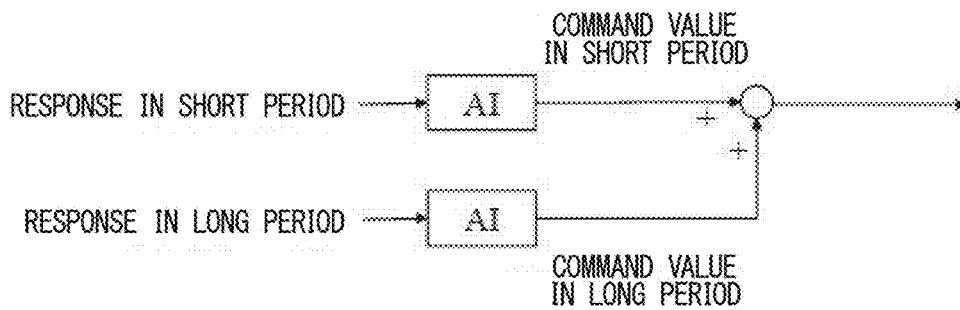 COMMAND VALUE
IN SHORT PERIOD
RESPONSE IN SHORT PERIOD
AI
+
+
RESPONSE IN LONG PERIOD
AI
COMMAND VALUE
IN LONG PERIOD